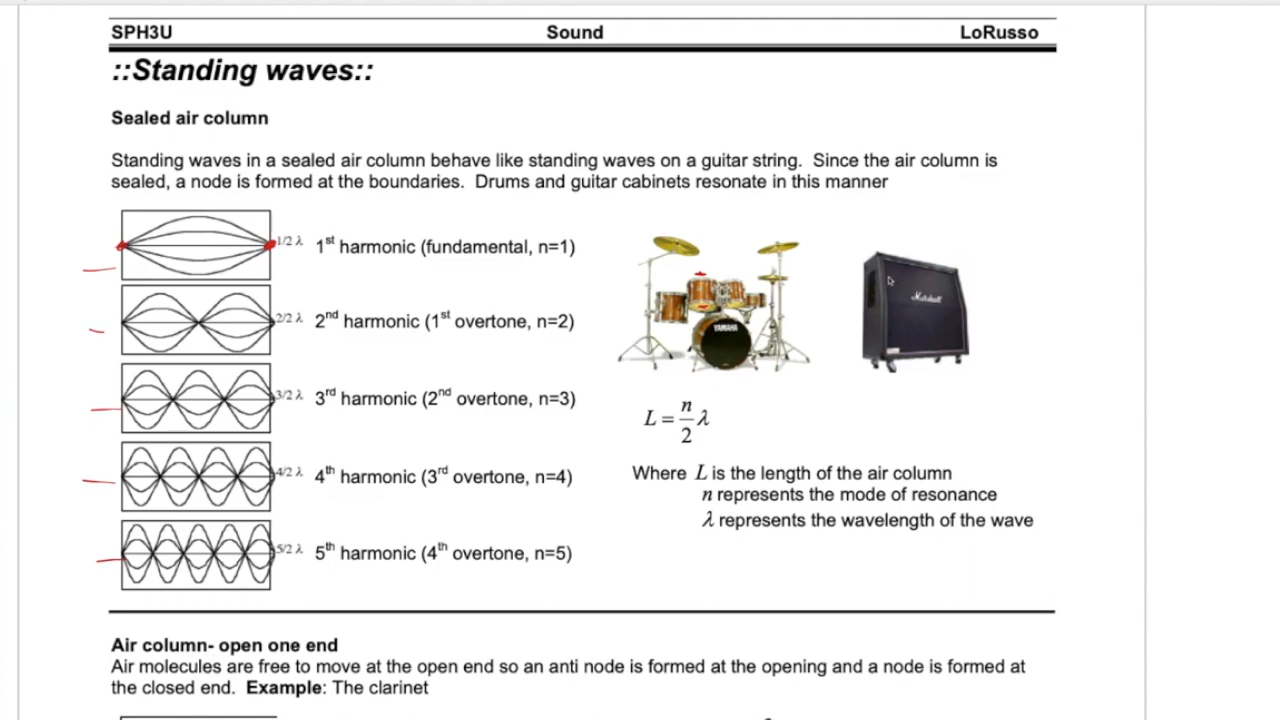 SPH3U Sound LoRusso
::Standing waves::
Sealed air column
Standing waves in a sealed air column behave like standing waves on a guitar string. Since the air column is
sealed, a node is formed at the boundaries. Drums and guitar cabinets resonate in this manner
1/2 λ 1st harmonic (fundamental, n=1)
2/2 λ 2nd harmonic (1st overtone, n=2)
3/2 λ 3rd harmonic (2nd overtone, n=3)
4/2 λ 4th harmonic (3rd overtone, n=4)
5/2 λ 5th harmonic (4th overtone, n=5)
YAMAHA
Marshall
L = n/2 λ
Where L is the length of the air column
n represents the mode of resonance
λ represents the wavelength of the wave
Air column- open one end
Air molecules are free to move at the open end so an anti node is formed at the opening and a node is formed at
the closed end. Example: The clarinet